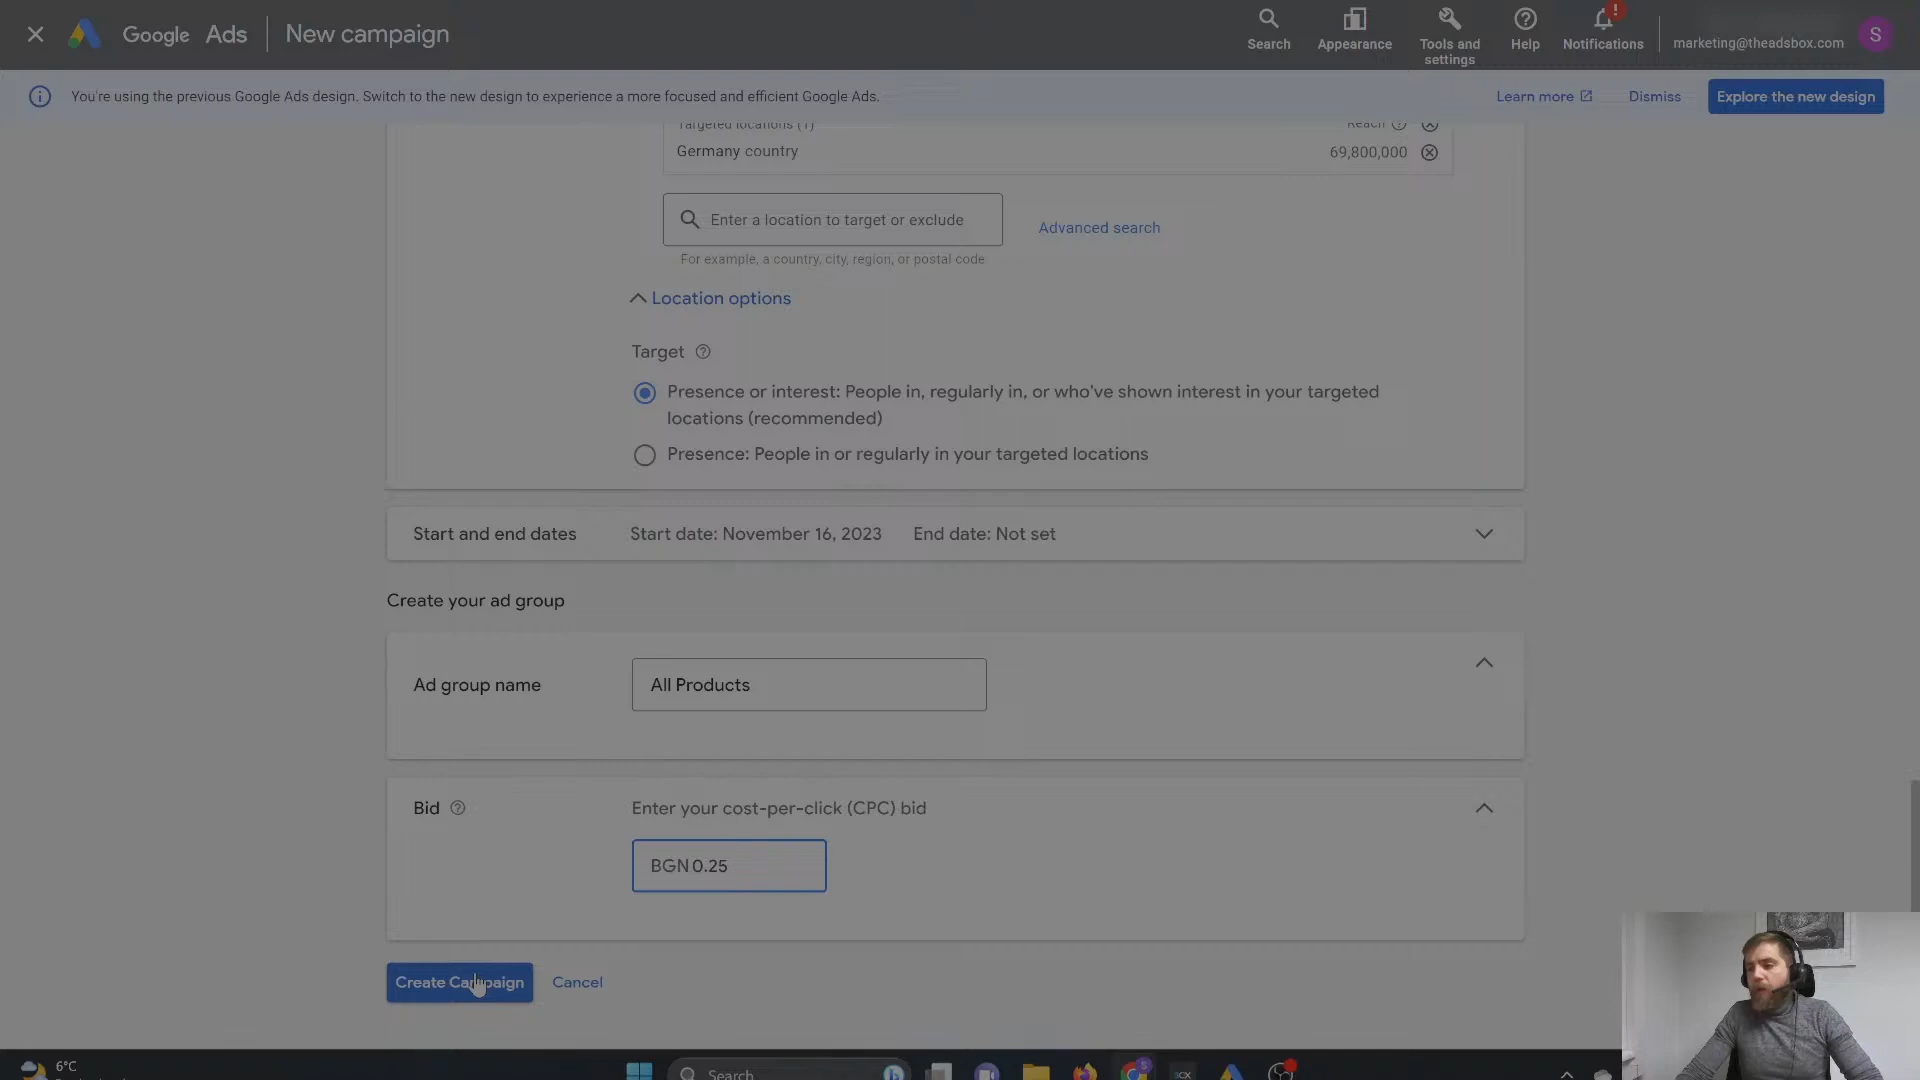 Google Ads New campaign
Search
Appearance
Tools and
settings
Help
Notifications
marketing@theadsbox.com
S
You're using the previous Google Ads design. Switch to the new design to experience a more focused and efficient Google Ads.
Learn more
Dismiss
Explore the new design
Targeted locations (1)
Reach
Germany country
69,800,000
Enter a location to target or exclude
Advanced search
For example, a country, city, region, or postal code
Location options
Target
Presence or interest: People in, regularly in, or who've shown interest in your targeted
locations (recommended)
Presence: People in or regularly in your targeted locations
Start and end dates
Start date: November 16, 2023
End date: Not set
Create your ad group
Ad group name
All Products
Bid
Enter your cost-per-click (CPC) bid
BGN 0.25
Create Campaign
Cancel
6°C
Search